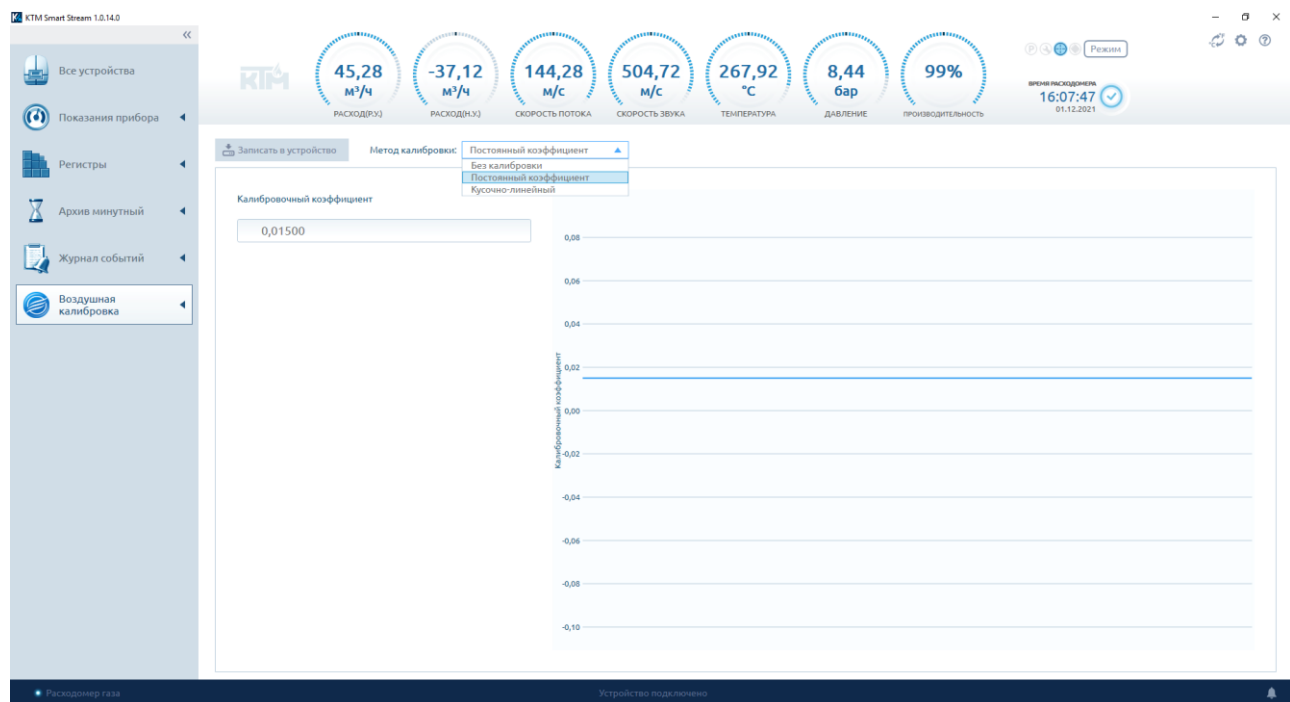 KTM Smart Stream 1.0.14.0
Все устройства
Показания прибора
Регистры
Архив минутный
Журнал событий
Воздушная
калибровка
КТМ
45,28
м³/ч
РАСХОД(Р.У.)
-37,12
м³/ч
РАСХОД(Н.У.)
144,28
м/с
СКОРОСТЬ ПОТОКА
504,72
м/с
СКОРОСТЬ ЗВУКА
267,92
°С
ТЕМПЕРАТУРА
8,44
бар
ДАВЛЕНИЕ
99%
ПРОИЗВОДИТЕЛЬНОСТЬ
Режим
ВРЕМЯ РАСХОДОМЕРА
16:07:47
01.12.2021
Записать в устройство
Метод калибровки:
Постоянный коэффициент
Без калибровки
Постоянный коэффициент
Кусочно-линейный
Калибровочный коэффициент
0,01500
Калибровочный коэффициент
0,08
0,06
0,04
0,02
0,00
-0,02
-0,04
-0,06
-0,08
-0,10
Расходомер газа
Устройство подключено